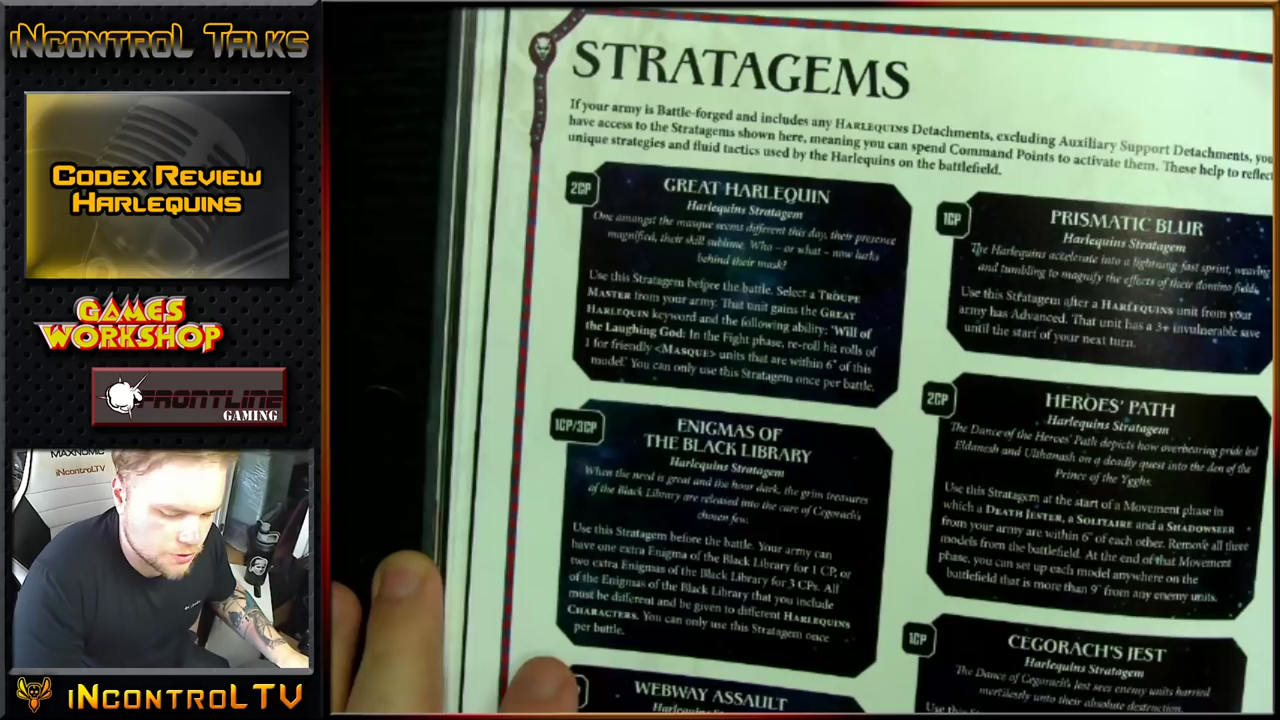 iNcontroL Talks
Codex Review
Harlequins
GAMES
WORKSHOP
FRONTLINE
GAMING
MAXNOMIC
iNcontroLTV
iNcontroLTV
STRATAGEMS
If your army is Battle-forged and includes any HARLEQUINS Detachments, excluding Auxiliary Support Detachments, you
have access to the Stratagems shown here, meaning you can spend Command Points to activate them. These help to reflect
unique strategies and fluid tactics used by the Harlequins on the battlefield.
2CP
GREAT HARLEQUIN
Harlequins Stratagem
One amongst the masque seems different this day, their presence
magnified, their skill sublime. Who – or what – now lurks
behind their mask?
Use this Stratagem before the battle. Select a TROUPE
MASTER from your army. That unit gains the GREAT
HARLEQUIN keyword and the following ability: 'Will of
the Laughing God: In the Fight phase, re-roll hit rolls of
1 for friendly <MASQUE> units that are within 6" of this
model.' You can only use this Stratagem once per battle.
1CP/3CP
ENIGMAS OF
THE BLACK LIBRARY
Harlequins Stratagem
When the need is great and the hour dark, the grim treasures
of the Black Library are released into the care of Cegorach's
chosen few.
Use this Stratagem before the battle. Your army can
have one extra Enigma of the Black Library for 1 CP, or
two extra Enigmas of the Black Library for 3 CPs. All
of the Enigmas of the Black Library that you include
must be different and be given to different HARLEQUINS
CHARACTERS. You can only use this Stratagem once
per battle.
WEBWAY ASSAULT
Harlequins
1CP
PRISMATIC BLUR
Harlequins Stratagem
The Harlequins accelerate into a lightning-fast sprint, weaving
and tumbling to magnify the effects of their domino fields.
Use this Stratagem after a HARLEQUINS unit from your
army has Advanced. That unit has a 3+ invulnerable save
until the start of your next turn.
2CP
HEROES' PATH
Harlequins Stratagem
The Dance of the Heroes' Path depicts how overbearing pride led
Eldanesh and Ulthanash on a deadly quest into the den of the
Prince of the Ygghs.
Use this Stratagem at the start of a Movement phase in
which a DEATH JESTER, a SOLITAIRE and a SHADOWSEER
from your army are within 6" of each other. Remove all three
models from the battlefield. At the end of that Movement
phase, you can set up each model anywhere on the
battlefield that is more than 9" from any enemy units.
1CP
CEGORACH'S JEST
Harlequins Stratagem
The Dance of Cegorach's Jest sees enemy units harried
mercilessly unto their absolute destruction.
Use this